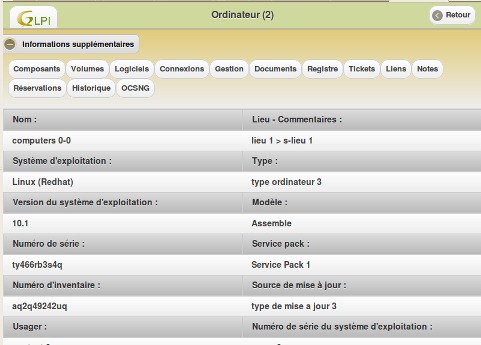 GLPI
Ordinateur (2)
Retour
Informations supplémentaires
Composants Volumes Logiciels Connexions Gestion Documents Registre Tickets Liens Notes
Réservations Historique OCSNG
Nom : Lieu - Commentaires :
computers 0-0 lieu 1 > s-lieu 1
Système d'exploitation : Type :
Linux (Redhat) type ordinateur 3
Version du système d'exploitation : Modèle :
10.1 Assemble
Numéro de série : Service pack :
ty466rb3s4q Service Pack 1
Numéro d'inventaire : Source de mise à jour :
aq2q49242uq type de mise a jour 3
Usager : Numéro de série du système d'exploitation :